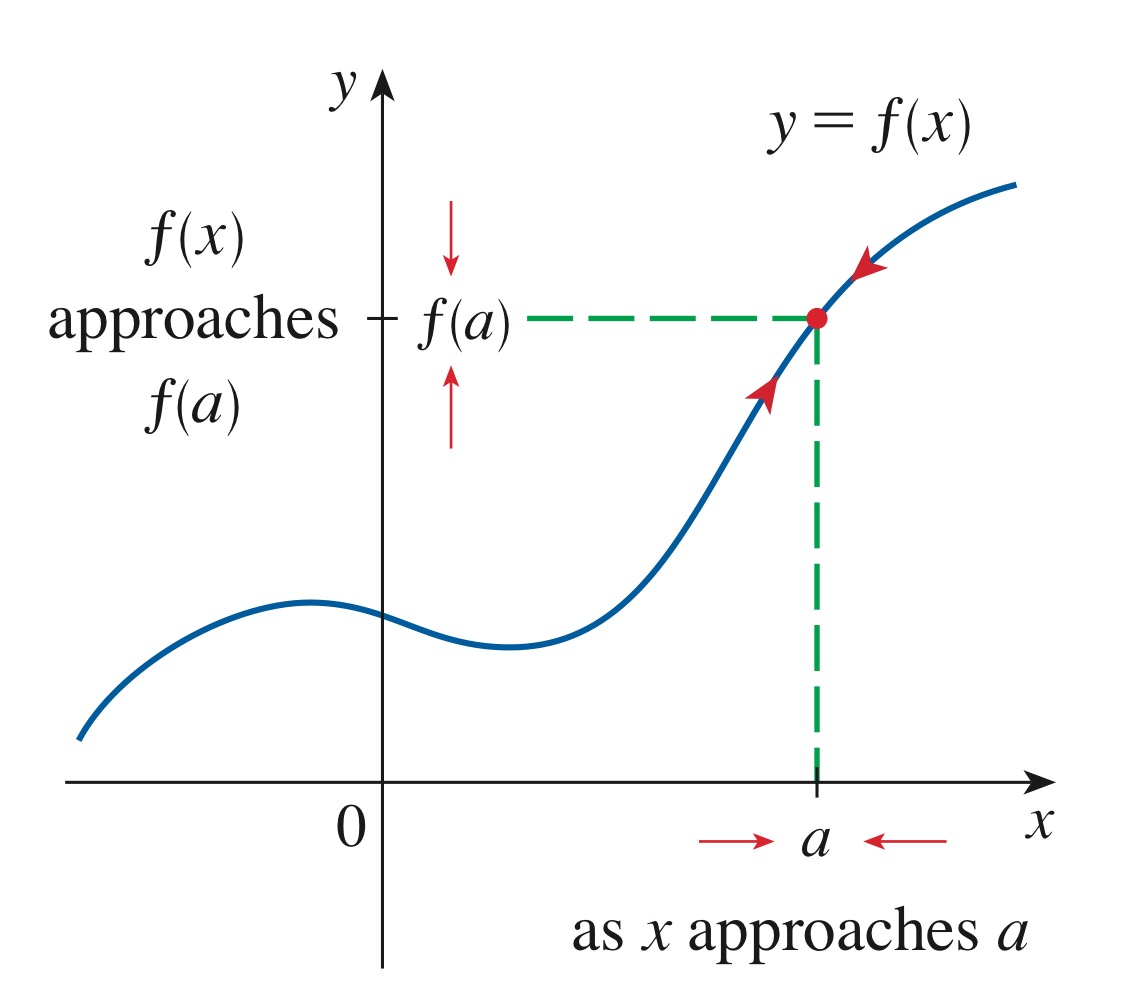 y
y = f(x)
f(x)
approaches
f(a)
f(a)
0
x
a
as x approaches a